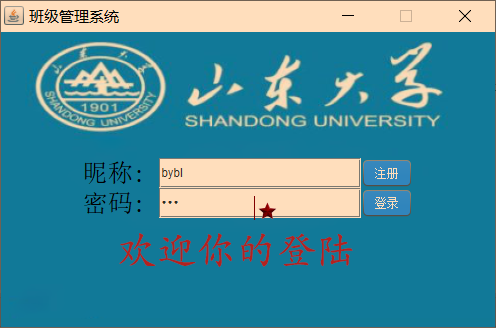 班级管理系统
山东大学
SHANDONG UNIVERSITY
1901
SHANDONG UNIVERSITY
昵称: bybl 注册
密码: ••• 登录
欢迎你的登陆